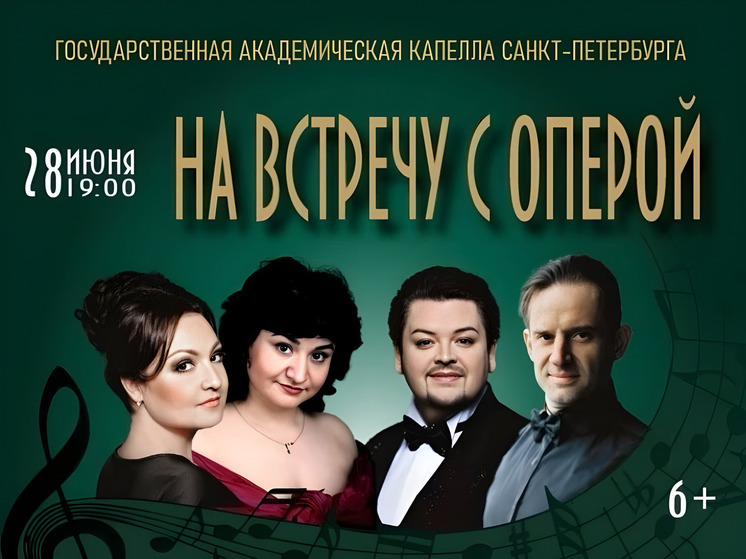 ГОСУДАРСТВЕННАЯ АКАДЕМИЧЕСКАЯ КАПЕЛЛА САНКТ-ПЕТЕРБУРГА
28 ИЮНЯ
19:00
НА ВСТРЕЧУ С ОПЕРОЙ
6+